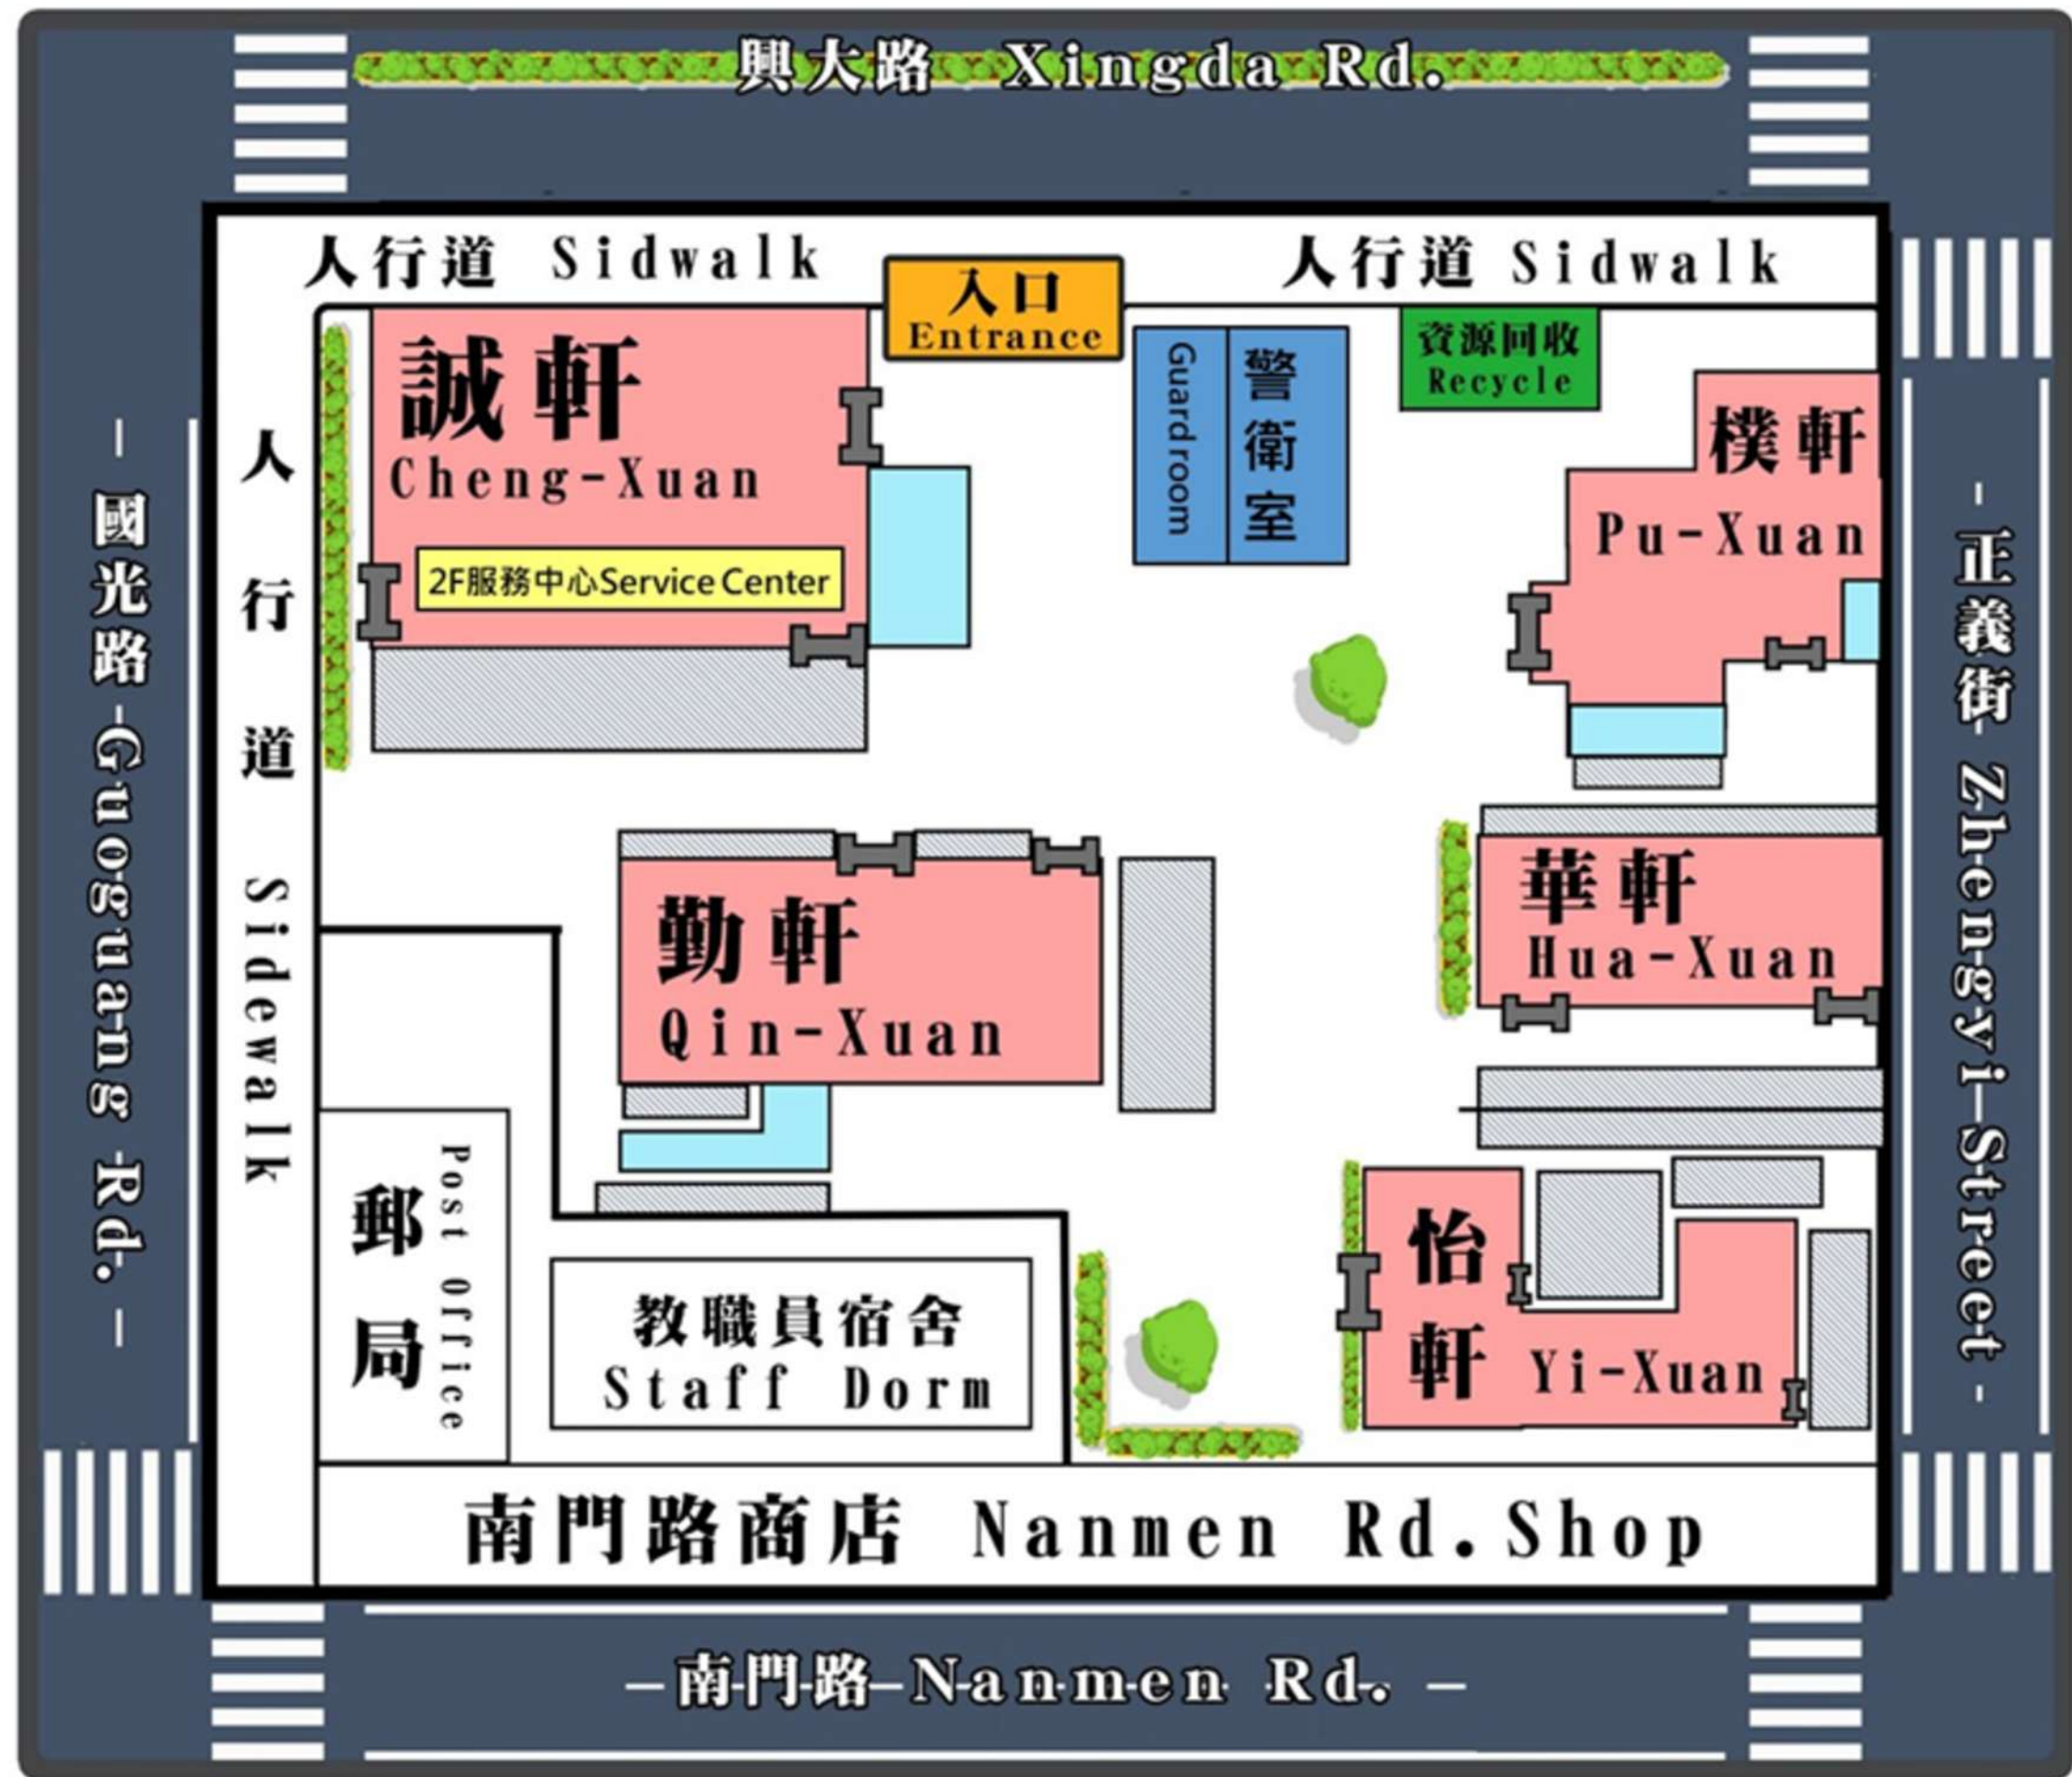 興大路 Xingda Rd.
人行道 Sidwalk
人行道 Sidwalk
入口
Entrance
誠軒
Cheng-Xuan
2F服務中心Service Center
警衛室
Guard room
資源回收
Recycle
樸軒
Pu-Xuan
人行道 Sidewalk
國光路 Guoguang Rd.
正義街 Zhengyi Street
勤軒
Qin-Xuan
華軒
Hua-Xuan
郵局
Post Office
教職員宿舍
Staff Dorm
怡軒
Yi-Xuan
南門路商店 Nanmen Rd.Shop
南門路 Nanmen Rd.